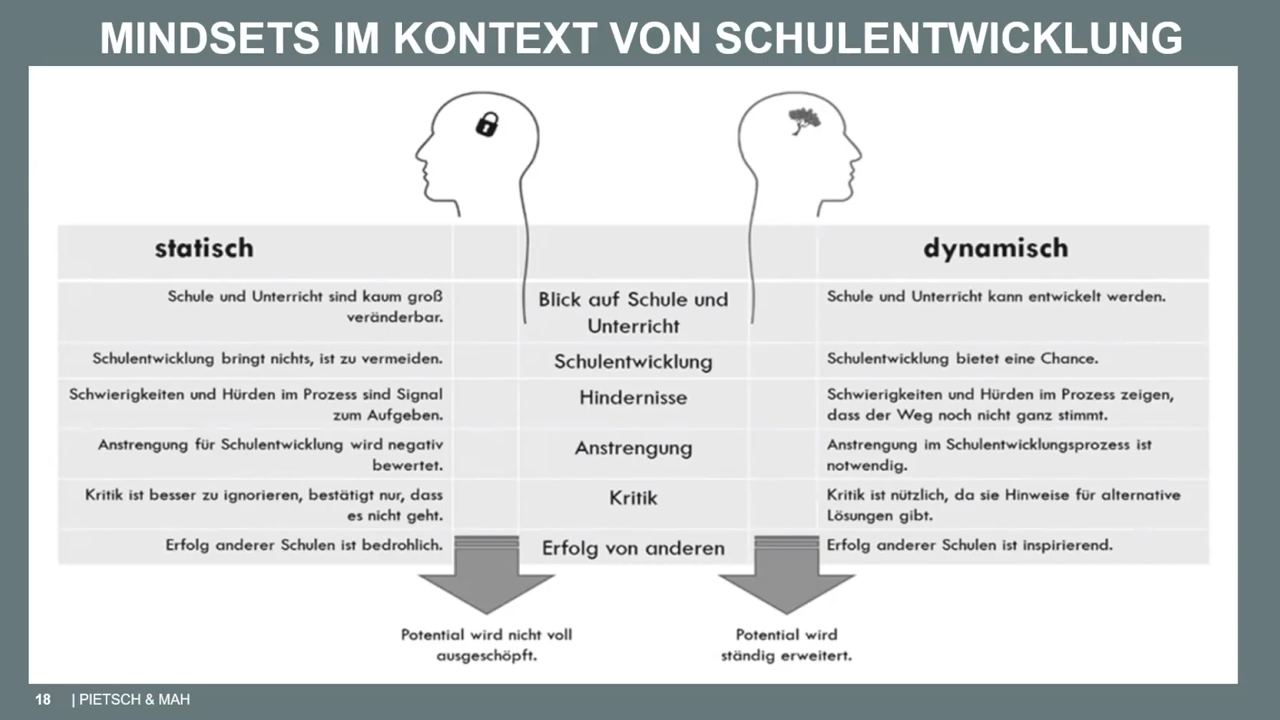 MINDSETS IM KONTEXT VON SCHULENTWICKLUNG
statisch
dynamisch
Schule und Unterricht sind kaum groß
veränderbar.
Blick auf Schule und
Unterricht
Schule und Unterricht kann entwickelt werden.
Schulentwicklung bringt nichts, ist zu vermeiden.
Schulentwicklung
Schulentwicklung bietet eine Chance.
Schwierigkeiten und Hürden im Prozess sind Signal
zum Aufgeben.
Hindernisse
Schwierigkeiten und Hürden im Prozess zeigen,
dass der Weg noch nicht ganz stimmt.
Anstrengung für Schulentwicklung wird negativ
bewertet.
Anstrengung
Anstrengung im Schulentwicklungsprozess ist
notwendig.
Kritik ist besser zu ignorieren, bestätigt nur, dass
es nicht geht.
Kritik
Kritik ist nützlich, da sie Hinweise für alternative
Lösungen gibt.
Erfolg anderer Schulen ist bedrohlich.
Erfolg von anderen
Erfolg anderer Schulen ist inspirierend.
Potential wird nicht voll
ausgeschöpft.
Potential wird
ständig erweitert.
18 | PIETSCH & MAH